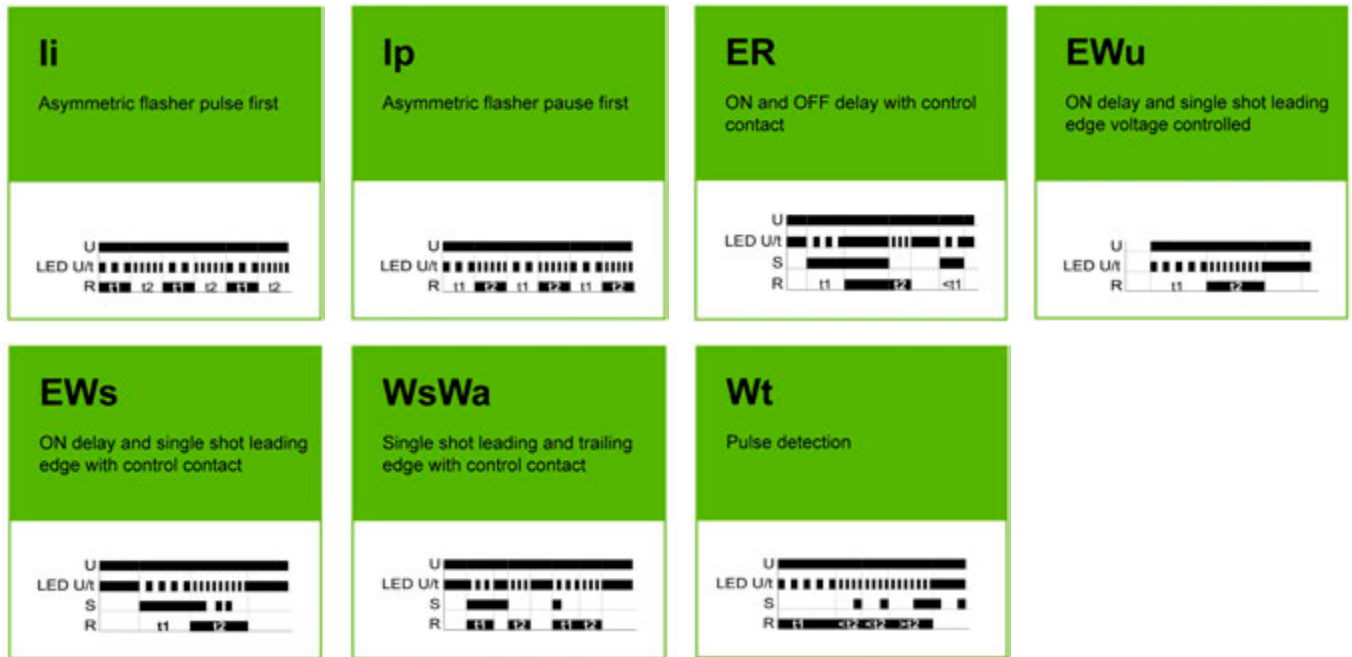 Ii
Asymmetric flasher pulse first
U
LED U/t
R t1 t2 t1 t2 t1 t2
Ip
Asymmetric flasher pause first
U
LED U/t
R t1 t2 t1 t2 t1 t2
ER
ON and OFF delay with control
contact
U
LED U/t
S
R t1 t2 <t1
EWu
ON delay and single shot leading
edge voltage controlled
U
LED U/t
R t1 t2
EWs
ON delay and single shot leading
edge with control contact
U
LED U/t
S
R t1 t2
WsWa
Single shot leading and trailing
edge with control contact
U
LED U/t
S
R t1 t2 t1 t2
Wt
Pulse detection
U
LED U/t
S
R t1 <t2 <t2 >t2